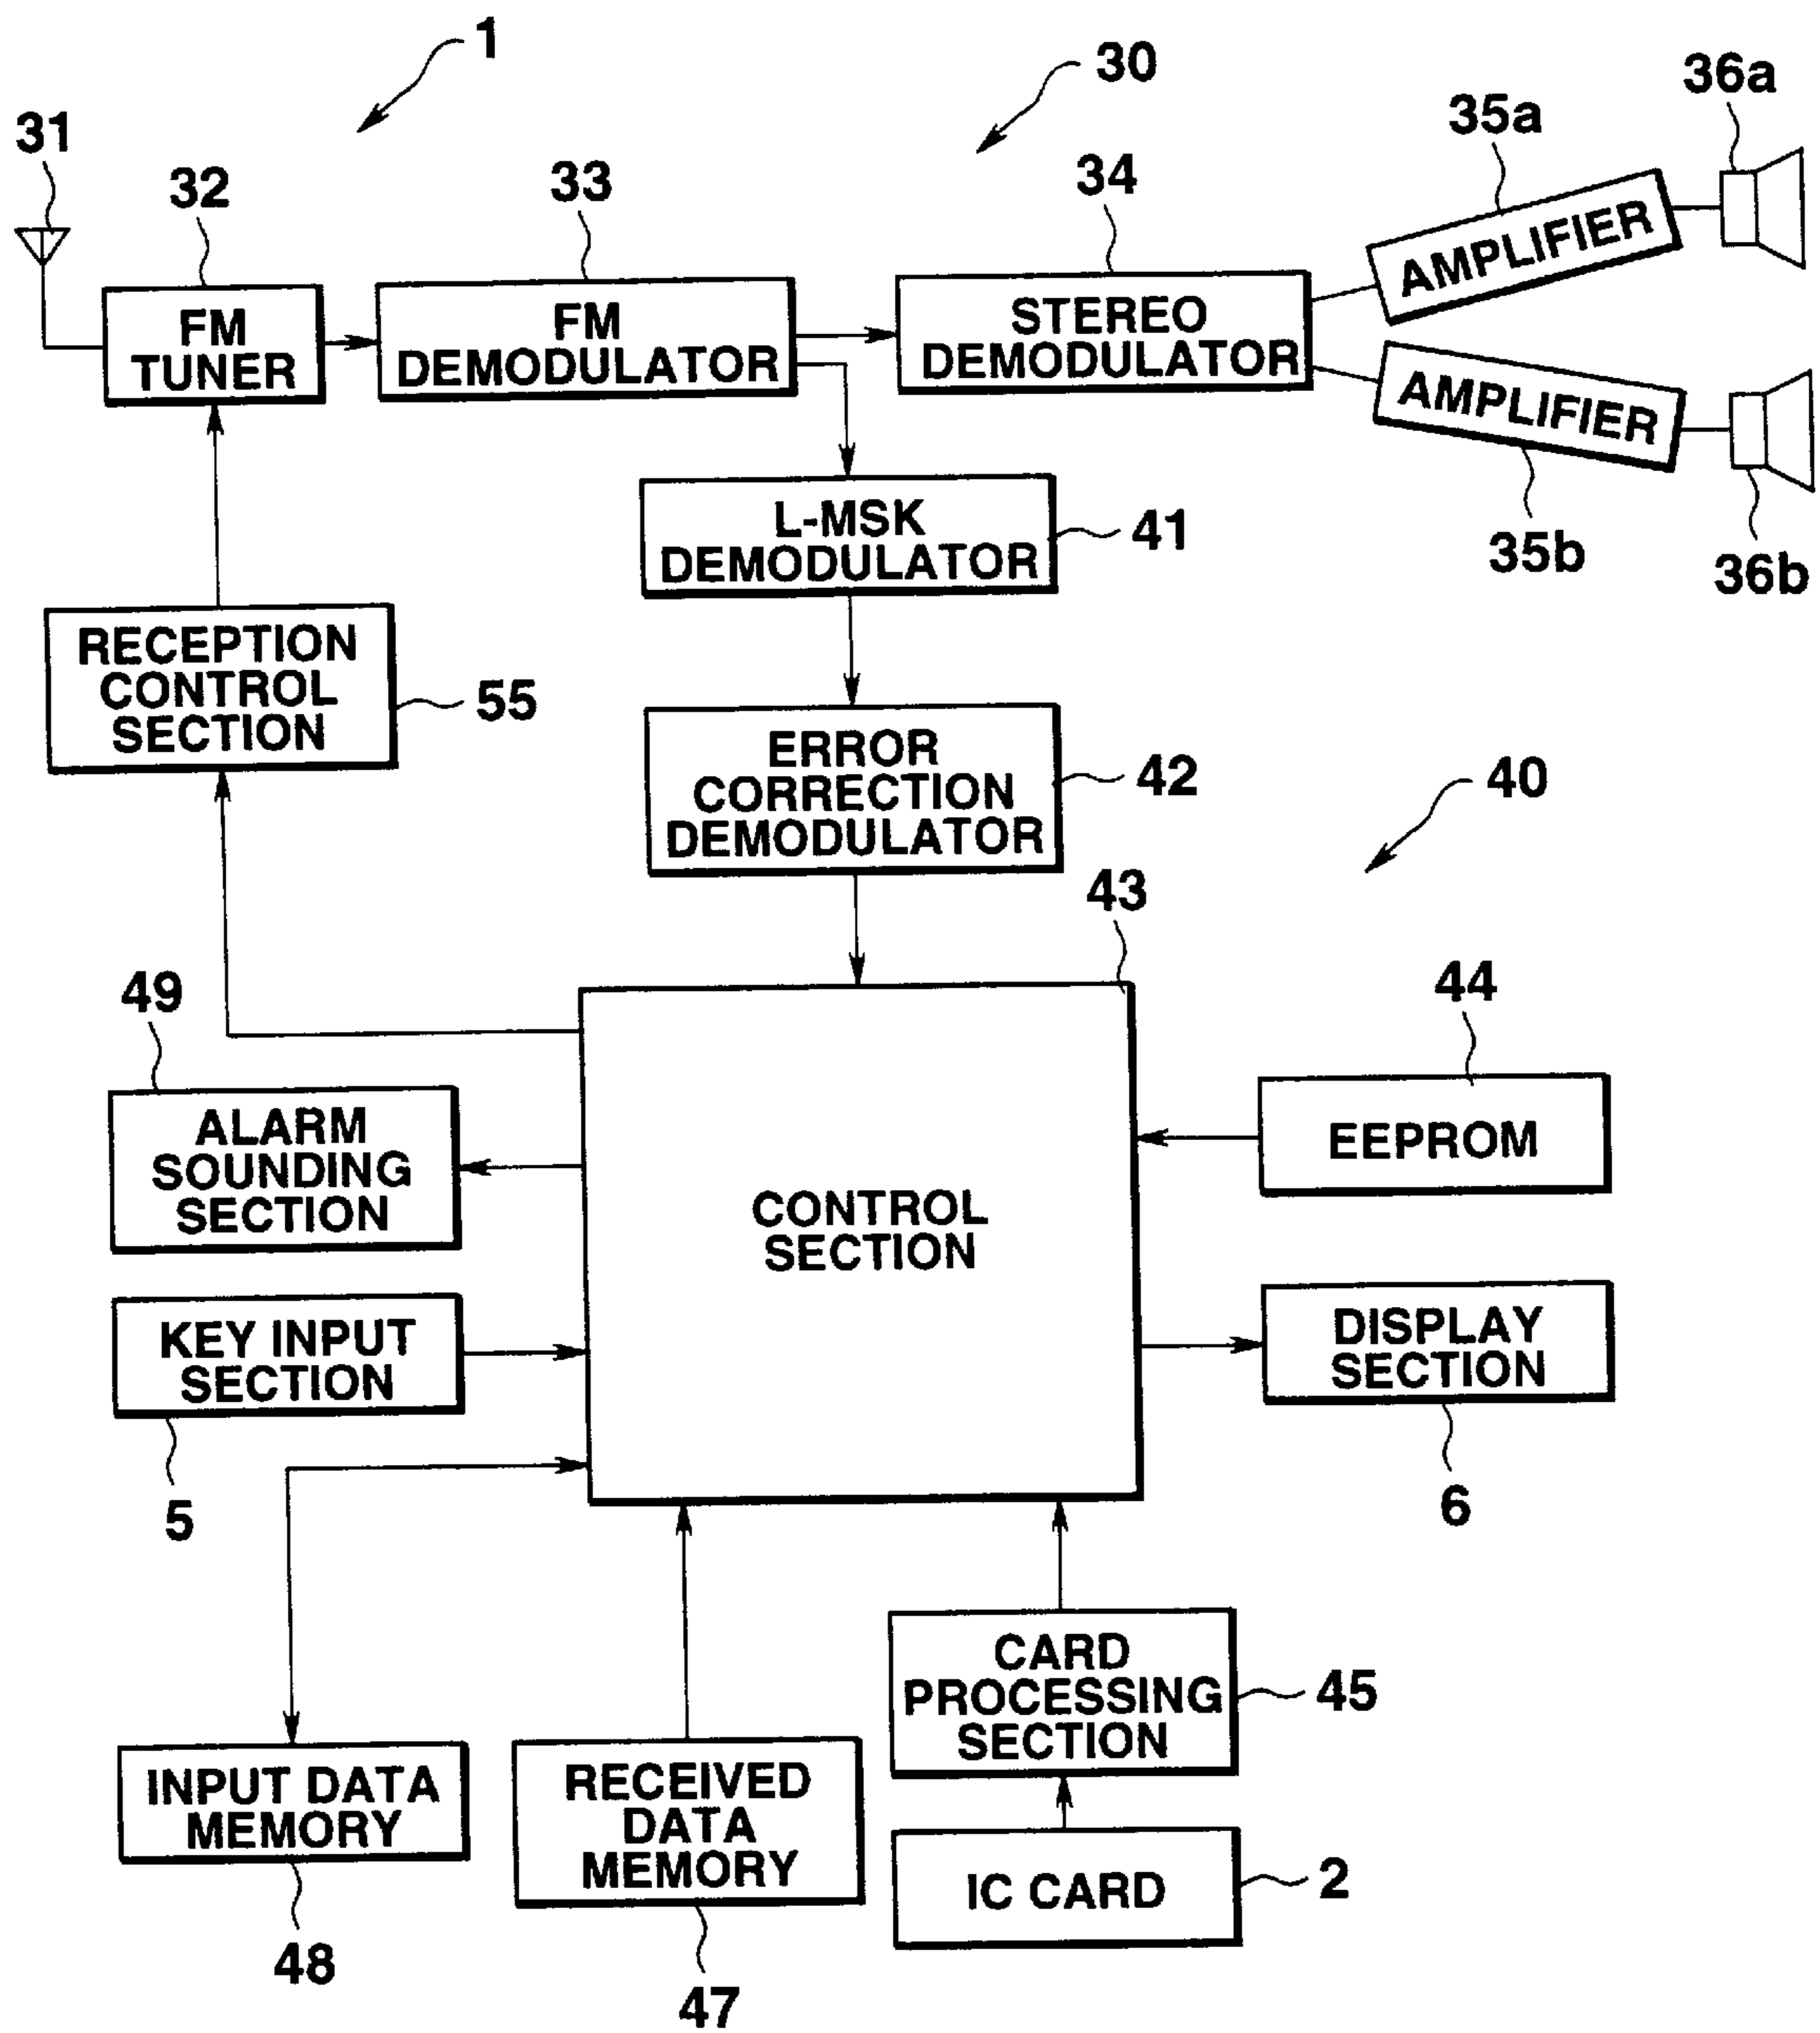 1
30
36a
35a
31
32
33
34
FM
TUNER
FM
DEMODULATOR
STEREO
DEMODULATOR
AMPLIFIER
AMPLIFIER
35b
36b
L-MSK
DEMODULATOR
41
RECEPTION
CONTROL
SECTION
55
ERROR
CORRECTION
DEMODULATOR
42
40
43
44
49
ALARM
SOUNDING
SECTION
CONTROL
SECTION
EEPROM
KEY INPUT
SECTION
5
DISPLAY
SECTION
6
CARD
PROCESSING
SECTION
45
INPUT DATA
MEMORY
48
RECEIVED
DATA
MEMORY
47
IC CARD
2